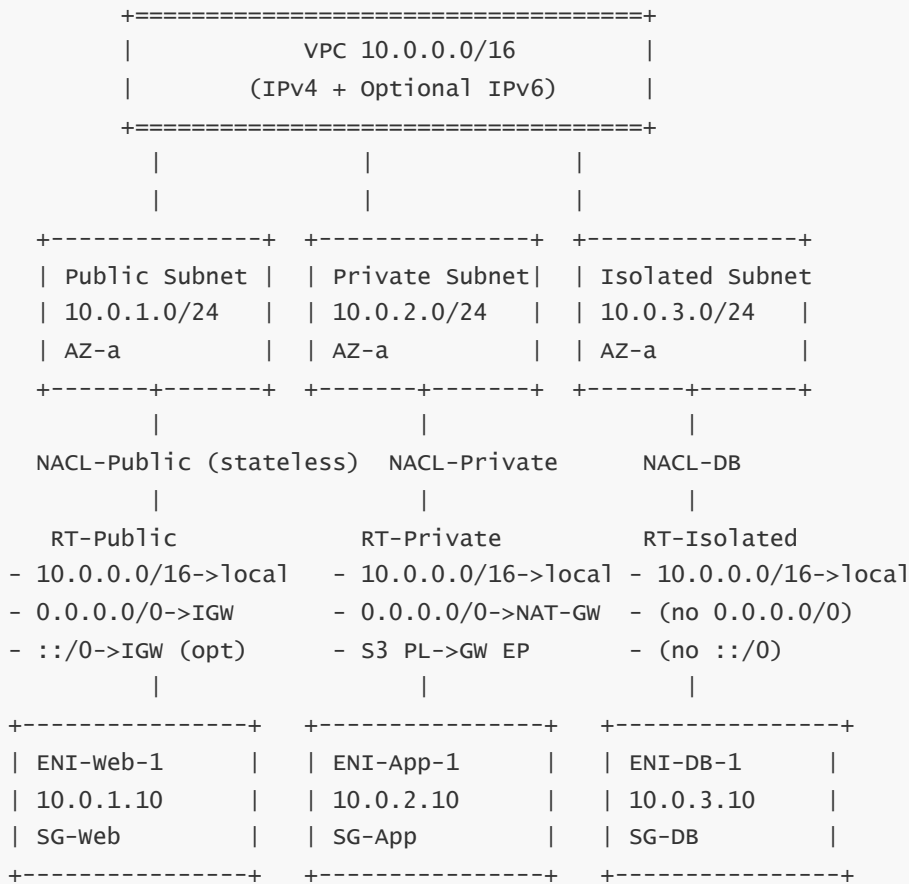 +====================================+
|            VPC 10.0.0.0/16         |
|        (IPv4 + Optional IPv6)      |
+====================================+
|              |              |
|              |              |
+---------------+  +---------------+  +---------------+
| Public Subnet |  | Private Subnet|  | Isolated Subnet
| 10.0.1.0/24   |  | 10.0.2.0/24   |  | 10.0.3.0/24   |
| AZ-a          |  | AZ-a          |  | AZ-a          |
+-------+-------+  +-------+-------+  +-------+-------+
|                  |                  |
NACL-Public (stateless)  NACL-Private      NACL-DB
|                  |                  |
RT-Public             RT-Private          RT-Isolated
- 10.0.0.0/16->local   - 10.0.0.0/16->local - 10.0.0.0/16->local
- 0.0.0.0/0->IGW       - 0.0.0.0/0->NAT-GW  - (no 0.0.0.0/0)
- ::/0->IGW (opt)      - S3 PL->GW EP       - (no ::/0)
|                  |                  |
+----------------+   +----------------+   +----------------+
| ENI-Web-1      |   | ENI-App-1      |   | ENI-DB-1       |
| 10.0.1.10      |   | 10.0.2.10      |   | 10.0.3.10      |
| SG-Web         |   | SG-App         |   | SG-DB          |
+----------------+   +----------------+   +----------------+